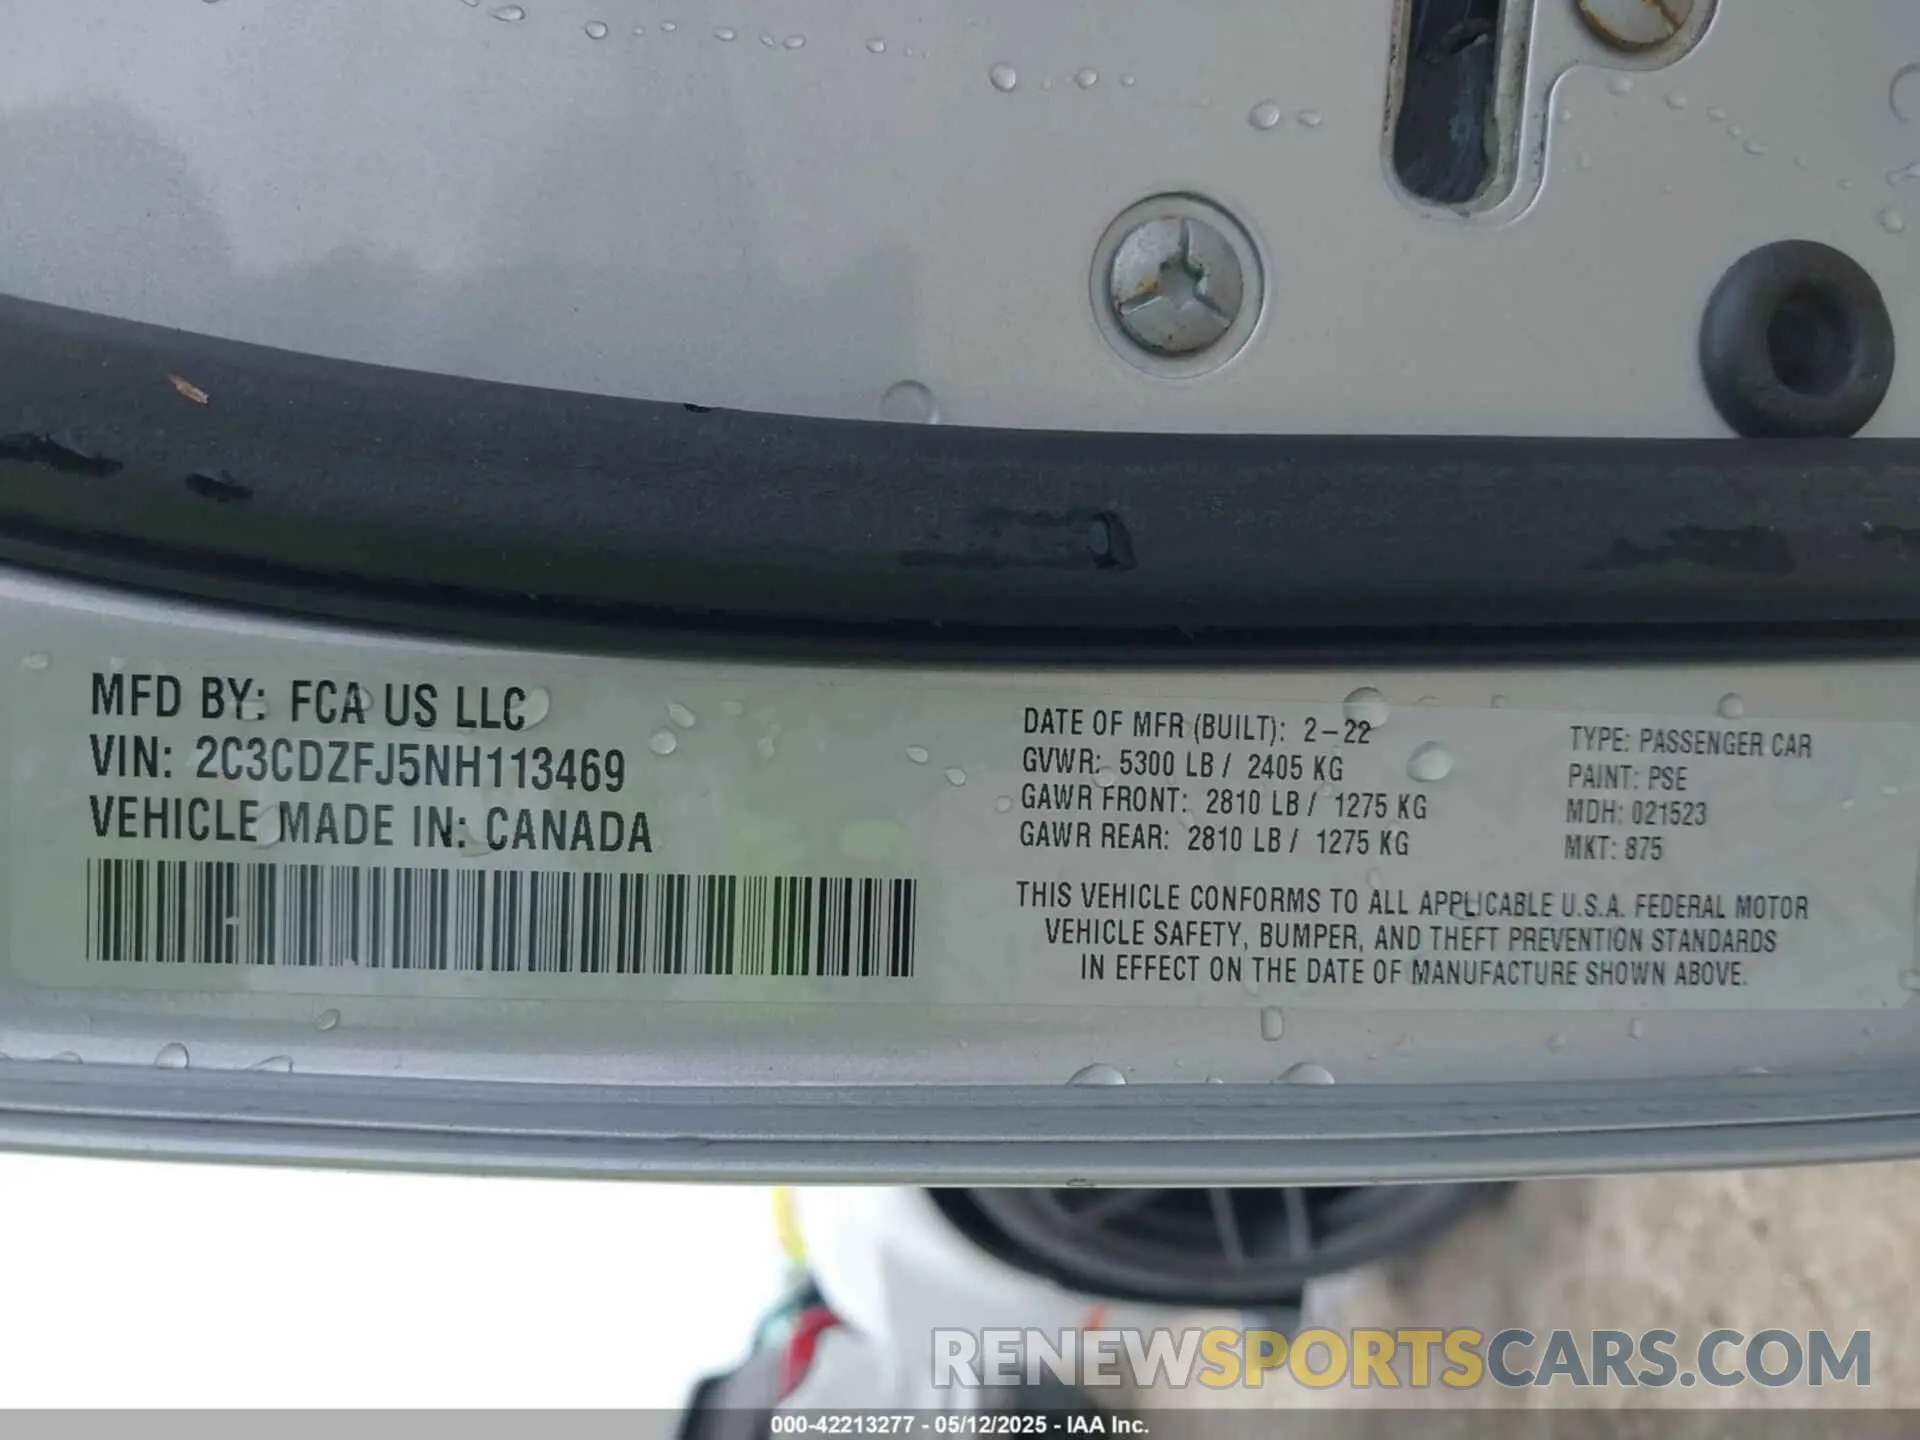 MFD BY: FCA US LLC
VIN: 2C3CDZFJ5NH113469
VEHICLE MADE IN: CANADA
DATE OF MFR (BUILT): 2-22
GVWR: 5300 LB / 2405 KG
GAWR FRONT: 2810 LB / 1275 KG
GAWR REAR: 2810 LB / 1275 KG
TYPE: PASSENGER CAR
PAINT: PSE
MDH: 021523
MKT: 875
THIS VEHICLE CONFORMS TO ALL APPLICABLE U.S.A. FEDERAL MOTOR
VEHICLE SAFETY, BUMPER, AND THEFT PREVENTION STANDARDS
IN EFFECT ON THE DATE OF MANUFACTURE SHOWN ABOVE.
RENEWSPORTSCARS.COM
000-42213277 - 05/12/2025 - IAA Inc.